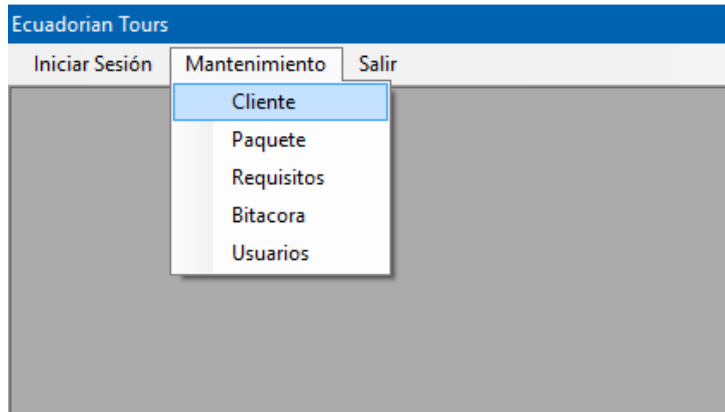 Ecuadorian Tours
Iniciar Sesión Mantenimiento Salir
Cliente
Paquete
Requisitos
Bitacora
Usuarios